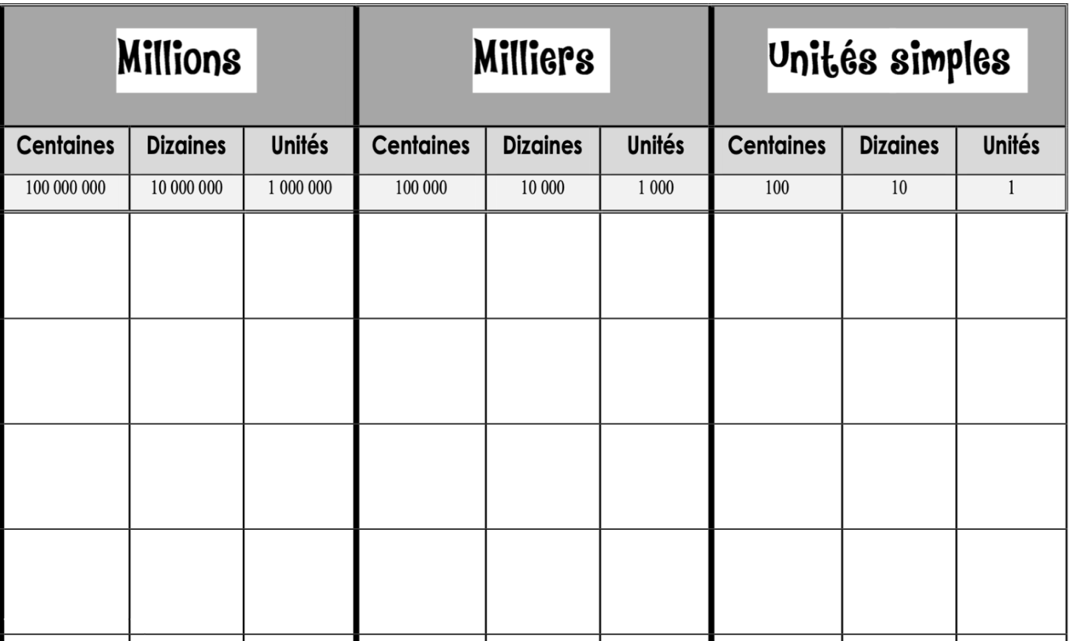 Millions Milliers Unités simples
Centaines Dizaines Unités Centaines Dizaines Unités Centaines Dizaines Unités
100 000 000 10 000 000 1 000 000 100 000 10 000 1 000 100 10 1